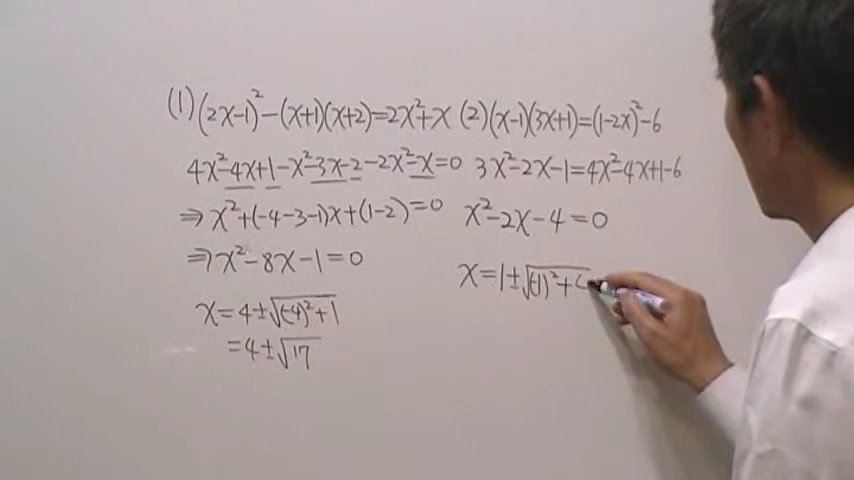 (1)(2x-1)²-(x+1)(x+2)=2x²+x
4x²-4x+1-x²-3x-2-2x²-x=0
⇒x²+(-4-3-1)x+(1-2)=0
⇒x²-8x-1=0
x=4±√(-4)²+1
=4±√17
(2)(x-1)(3x+1)=(1-2x)²-6
3x²-2x-1=4x²-4x+1-6
x²-2x-4=0
x=1±√(-1)²+